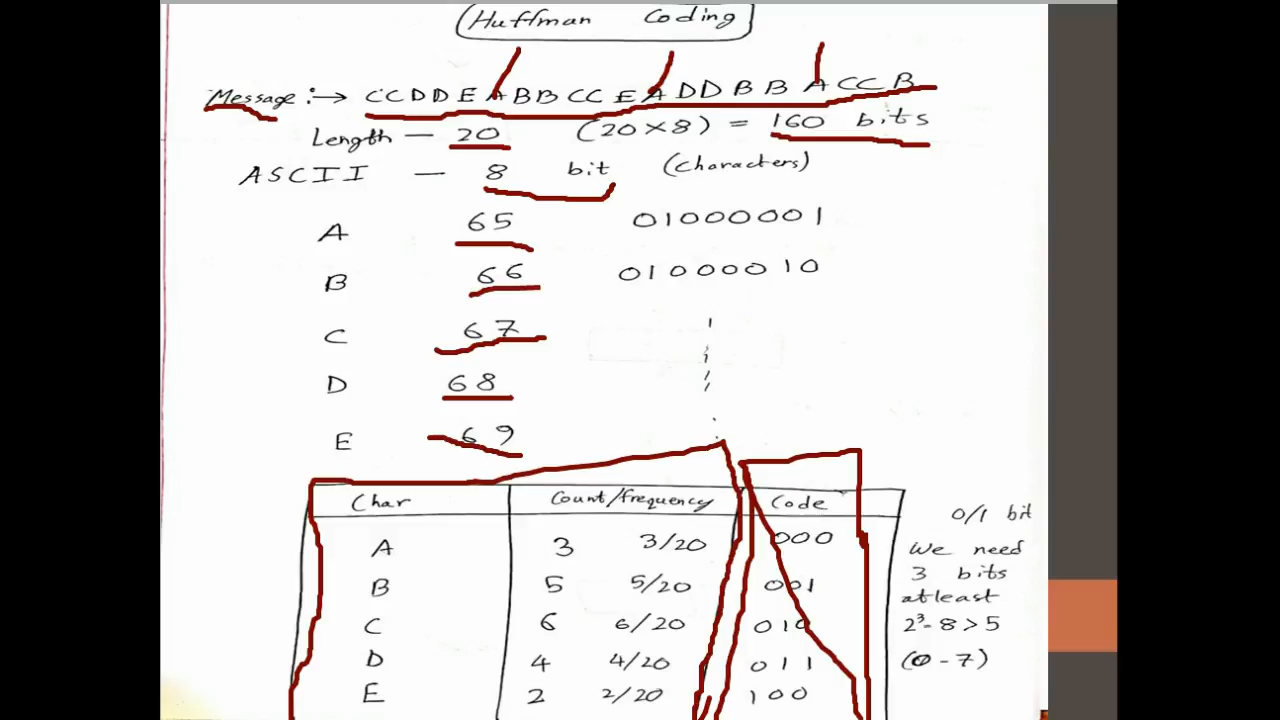 Huffman Coding
Message :→ CCDDEABBCCEADDBBACCB
Length — 20 (20×8) = 160 bits
ASCII — 8 bit (characters)
A 65 01000001
B 66 01000010
C 67
D 68
E 69
Char Count/frequency Code
A 3 3/20 000
B 5 5/20 001
C 6 6/20 010
D 4 4/20 011
E 2 2/20 100
0/1 bit
We need
3 bits
atleast
2³-8>5
(0-7)